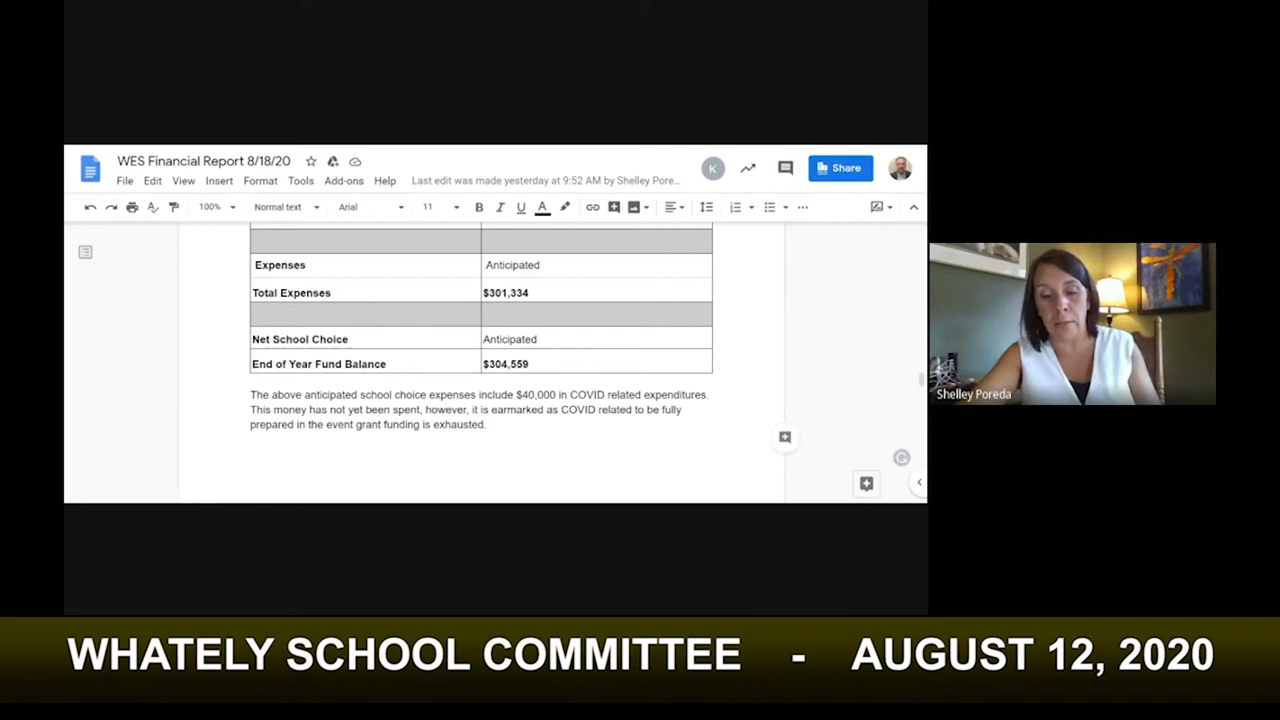 WES Financial Report 8/18/20
File Edit View Insert Format Tools Add-ons Help Last edit was made yesterday at 9:52 AM by Shelley Pore...
K
Share
100% Normal text Arial 11 B I U A
Expenses Anticipated
Total Expenses $301,334
Net School Choice Anticipated
End of Year Fund Balance $304,559
The above anticipated school choice expenses include $40,000 in COVID related expenditures.
This money has not yet been spent, however, it is earmarked as COVID related to be fully
prepared in the event grant funding is exhausted.
Shelley Poreda
WHATELY SCHOOL COMMITTEE - AUGUST 12, 2020